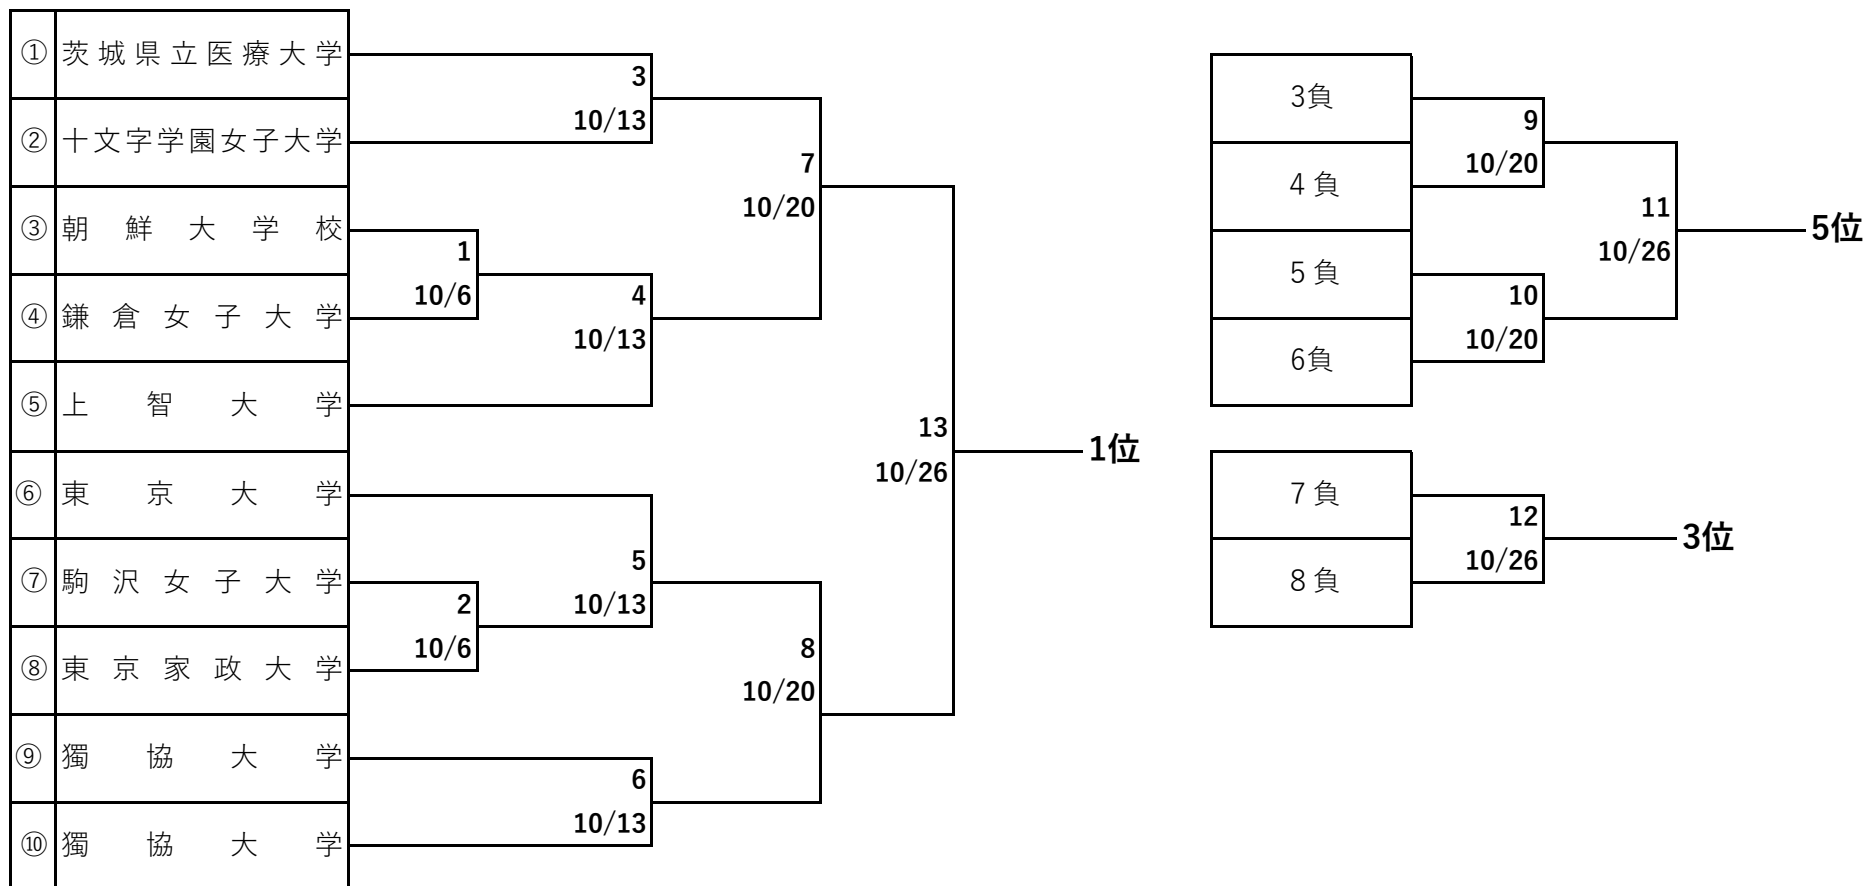 ① 茨城県立医療大学
② 十文字学園女子大学
③ 朝鮮大学校
④ 鎌倉女子大学
⑤ 上智大学
⑥ 東京大学
⑦ 駒沢女子大学
⑧ 東京家政大学
⑨ 獨協大学
⑩ 獨協大学
1
10/6
2
10/6
3
10/13
4
10/13
5
10/13
6
10/13
7
10/20
8
10/20
13
10/26
1位
3負
4負
5負
6負
9
10/20
10
10/20
11
10/26
5位
7負
8負
12
10/26
3位